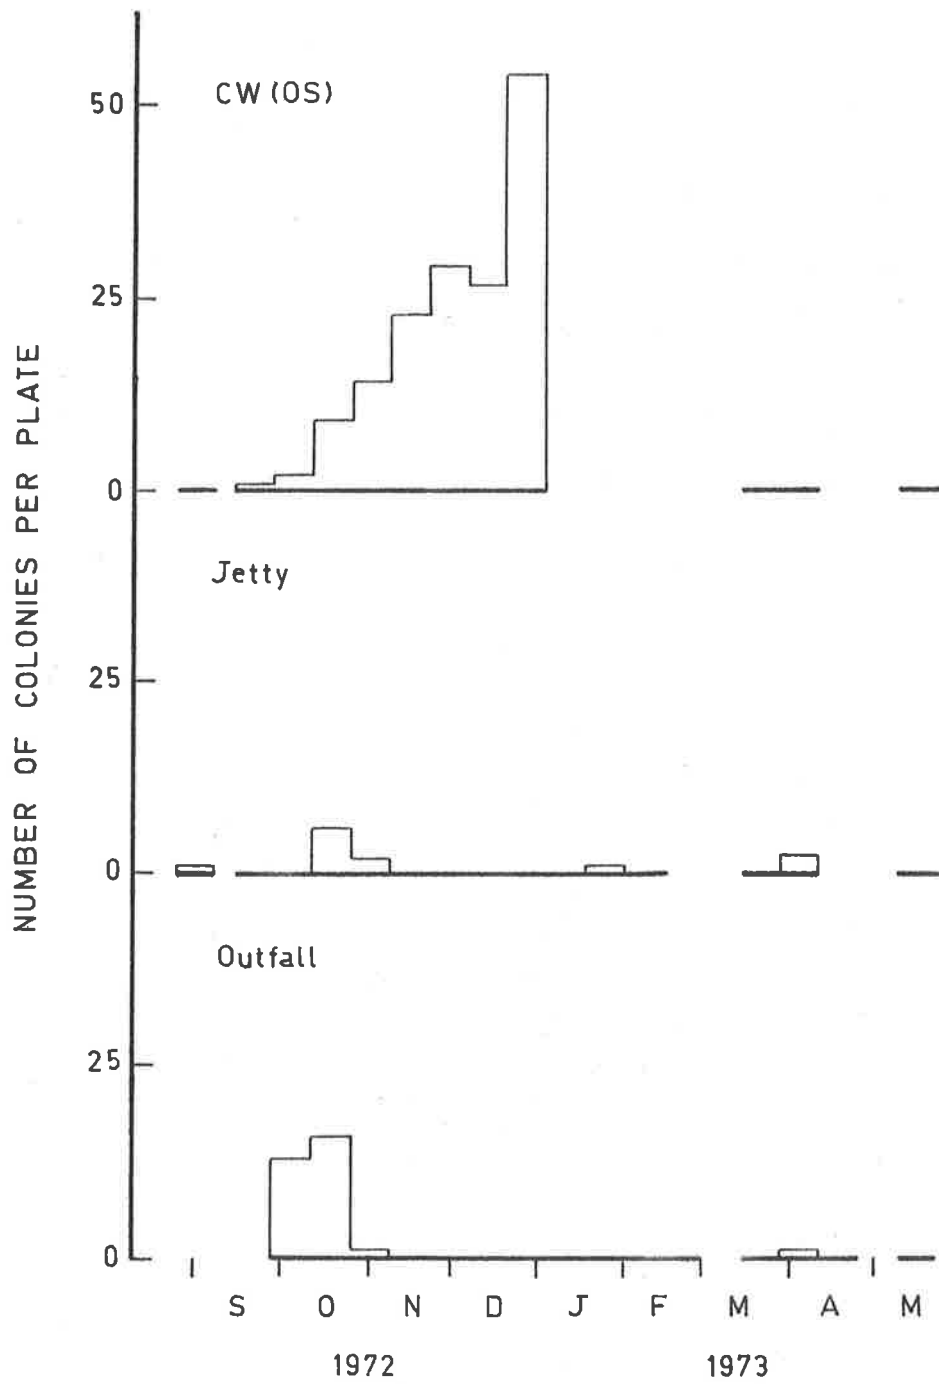 NUMBER OF COLONIES PER PLATE
CW (OS)
50
25
0
Jetty
25
0
Outfall
25
0
S O N D J F M A M
1972 1973